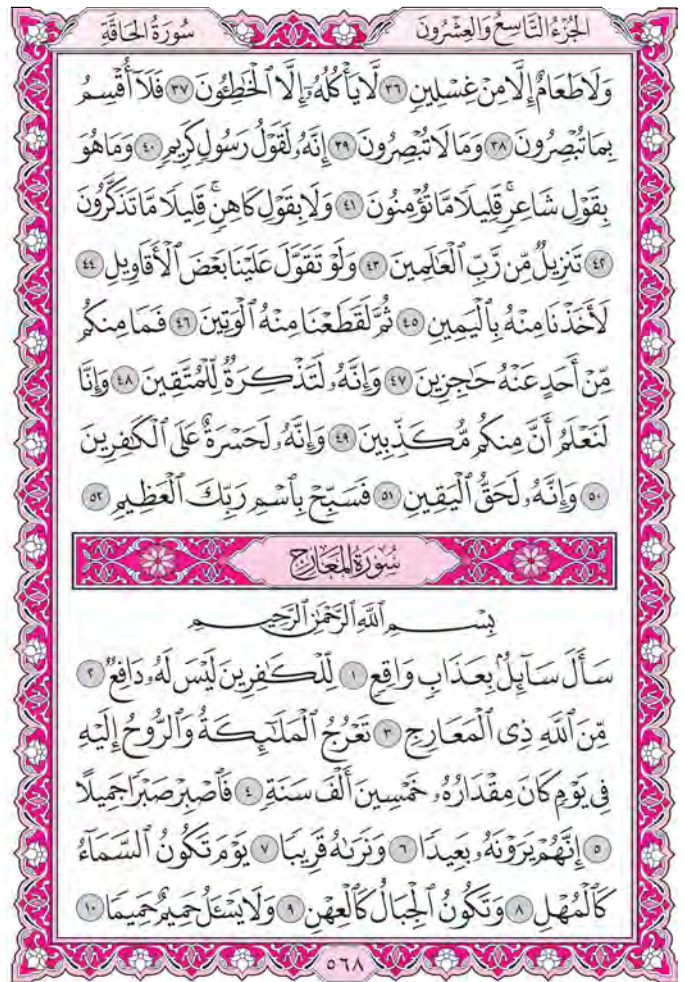 سُورَةُ الحَاقَّةِ
الجُزْءُ التَّاسِعُ وَالعِشْرُونَ
وَلَا طَعَامٌ إِلَّا مِنْ غِسْلِينٍ ٣٦ لَّا يَأْكُلُهُۥٓ إِلَّا ٱلْخَٰطِـُٔونَ ٣٧ فَلَآ أُقْسِمُ
بِمَا تُبْصِرُونَ ٣٨ وَمَا لَا تُبْصِرُونَ ٣٩ إِنَّهُۥ لَقَوْلُ رَسُولٍ كَرِيمٍ ٤٠ وَمَا هُوَ
بِقَوْلِ شَاعِرٍ ۚ قَلِيلًا مَّا تُؤْمِنُونَ ٤١ وَلَا بِقَوْلِ كَاهِنٍ ۚ قَلِيلًا مَّا تَذَكَّرُونَ
٤٢ تَنزِيلٌ مِّن رَّبِّ ٱلْعَٰلَمِينَ ٤٣ وَلَوْ تَقَوَّلَ عَلَيْنَا بَعْضَ ٱلْأَقَاوِيلِ ٤٤
لَأَخَذْنَا مِنْهُ بِٱلْيَمِينِ ٤٥ ثُمَّ لَقَطَعْنَا مِنْهُ ٱلْوَتِينَ ٤٦ فَمَا مِنكُم
مِّنْ أَحَدٍ عَنْهُ حَٰجِزِينَ ٤٧ وَإِنَّهُۥ لَتَذْكِرَةٌ لِّلْمُتَّقِينَ ٤٨ وَإِنَّا
لَنَعْلَمُ أَنَّ مِنكُم مُّكَذِّبِينَ ٤٩ وَإِنَّهُۥ لَحَسْرَةٌ عَلَى ٱلْكَٰفِرِينَ
٥٠ وَإِنَّهُۥ لَحَقُّ ٱلْيَقِينِ ٥١ فَسَبِّحْ بِٱسْمِ رَبِّكَ ٱلْعَظِيمِ ٥٢
سُورَةُ المَعَارِجِ
بِسْمِ ٱللَّهِ ٱلرَّحْمَٰنِ ٱلرَّحِيمِ
سَأَلَ سَآئِلٌۢ بِعَذَابٍ وَاقِعٍ ١ لِّلْكَٰفِرِينَ لَيْسَ لَهُۥ دَافِعٌ ٢
مِّنَ ٱللَّهِ ذِى ٱلْمَعَارِجِ ٣ تَعْرُجُ ٱلْمَلَٰٓئِكَةُ وَٱلرُّوحُ إِلَيْهِ
فِى يَوْمٍ كَانَ مِقْدَارُهُۥ خَمْسِينَ أَلْفَ سَنَةٍ ٤ فَٱصْبِرْ صَبْرًا جَمِيلًا
٥ إِنَّهُمْ يَرَوْنَهُۥ بَعِيدًا ٦ وَنَرَىٰهُ قَرِيبًا ٧ يَوْمَ تَكُونُ ٱلسَّمَآءُ
كَٱلْمُهْلِ ٨ وَتَكُونُ ٱلْجِبَالُ كَٱلْعِهْنِ ٩ وَلَا يَسْـَٔلُ حَمِيمٌ حَمِيمًا ١٠
٥٦٨